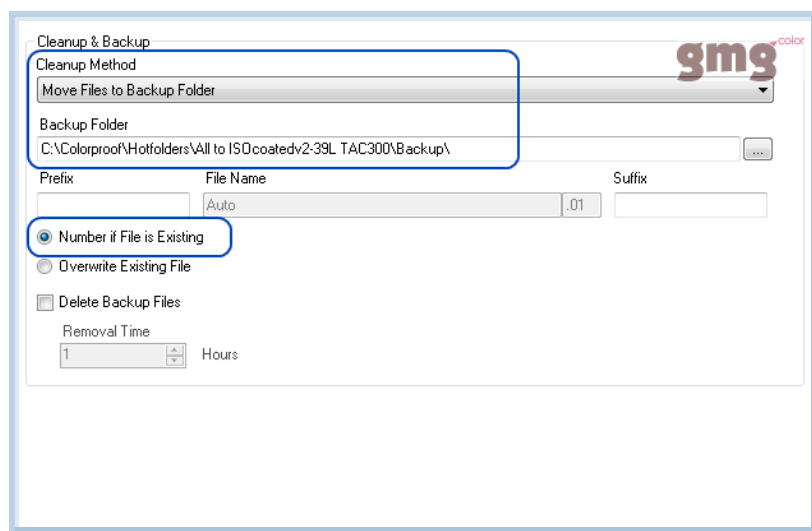 Cleanup & Backup
gmg color
Cleanup Method
Move Files to Backup Folder
Backup Folder
C:\Colorproof\Hotfolders\All to ISOcoatedv2-39L TAC300\Backup\
...
Prefix File Name Suffix
Auto .01
Number if File is Existing
Overwrite Existing File
Delete Backup Files
Removal Time
1 Hours